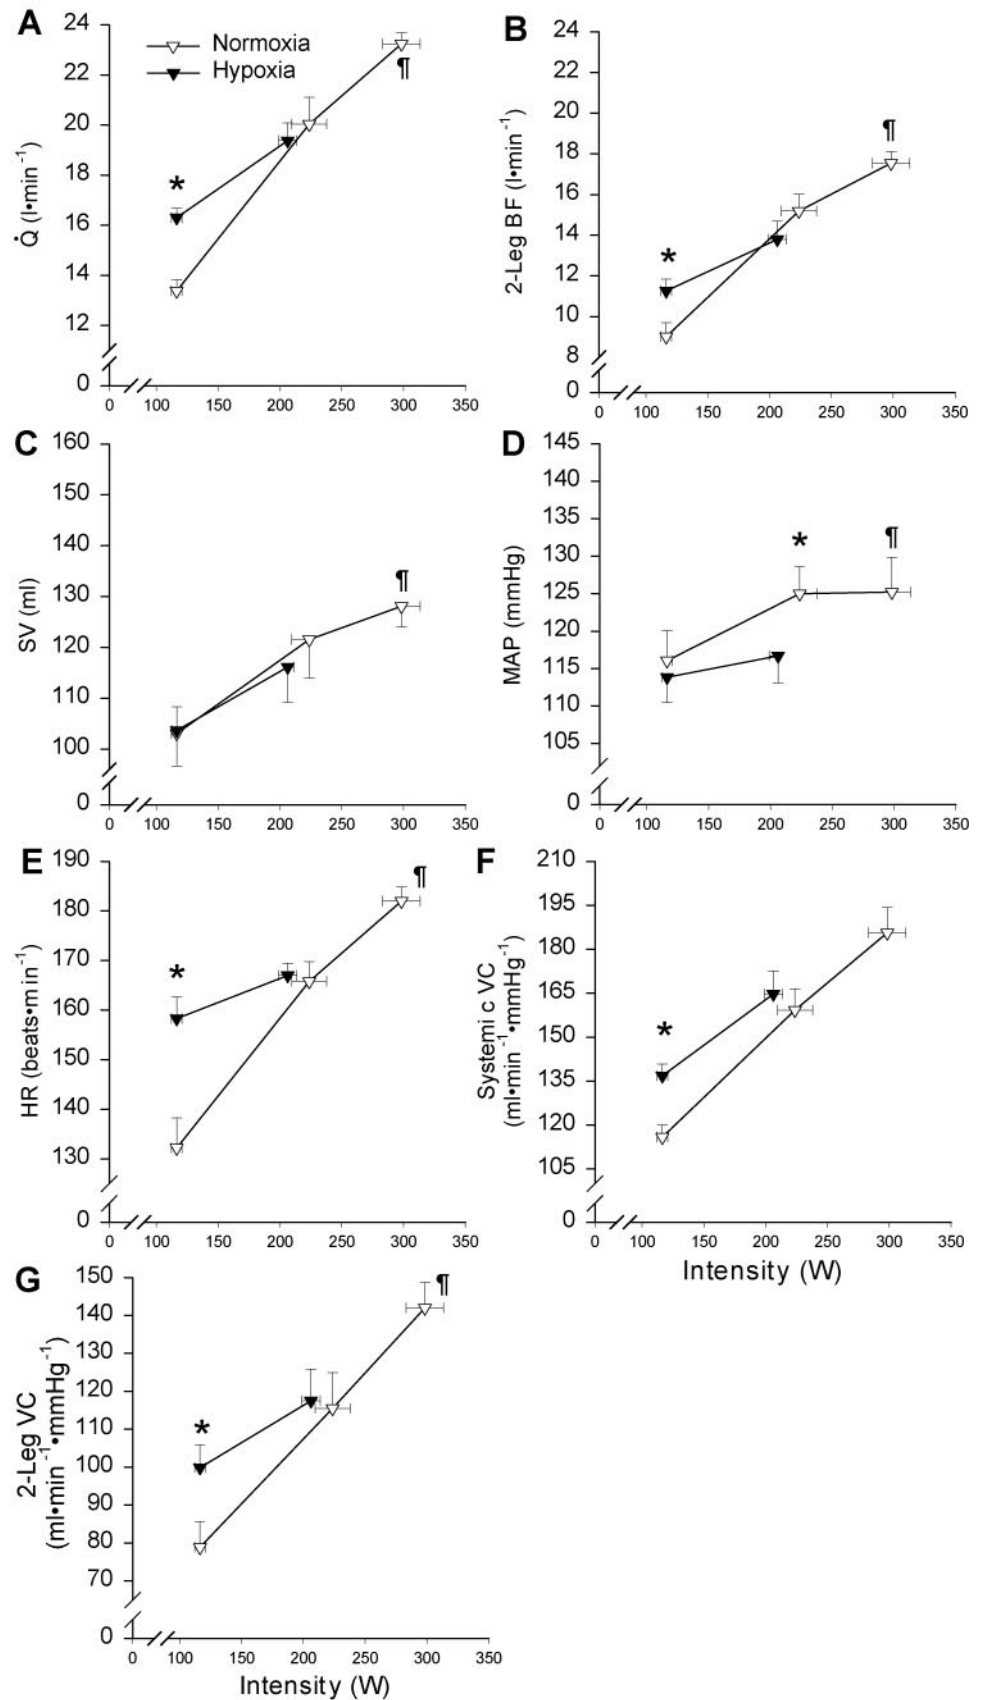 A
24
22
20
18
16
14
12
0
Q̇ (l•min⁻¹)
Normoxia
Hypoxia
*
¶
0 100 150 200 250 300 350
B
24
22
20
18
16
14
12
10
8
0
2-Leg BF (l•min⁻¹)
*
¶
0 100 150 200 250 300 350
C
160
150
140
130
120
110
100
0
SV (ml)
¶
0 100 150 200 250 300 350
D
145
140
135
130
125
120
115
110
105
0
MAP (mmHg)
*
¶
0 100 150 200 250 300 350
E
190
180
170
160
150
140
130
0
HR (beats•min⁻¹)
*
¶
0 100 150 200 250 300 350
F
210
195
180
165
150
135
120
105
0
Systemi c VC
(ml•min⁻¹•mmHg⁻¹)
*
0 100 150 200 250 300 350
Intensity (W)
G
150
140
130
120
110
100
90
80
70
0
2-Leg VC
(ml•min⁻¹•mmHg⁻¹)
*
¶
0 100 150 200 250 300 350
Intensity (W)